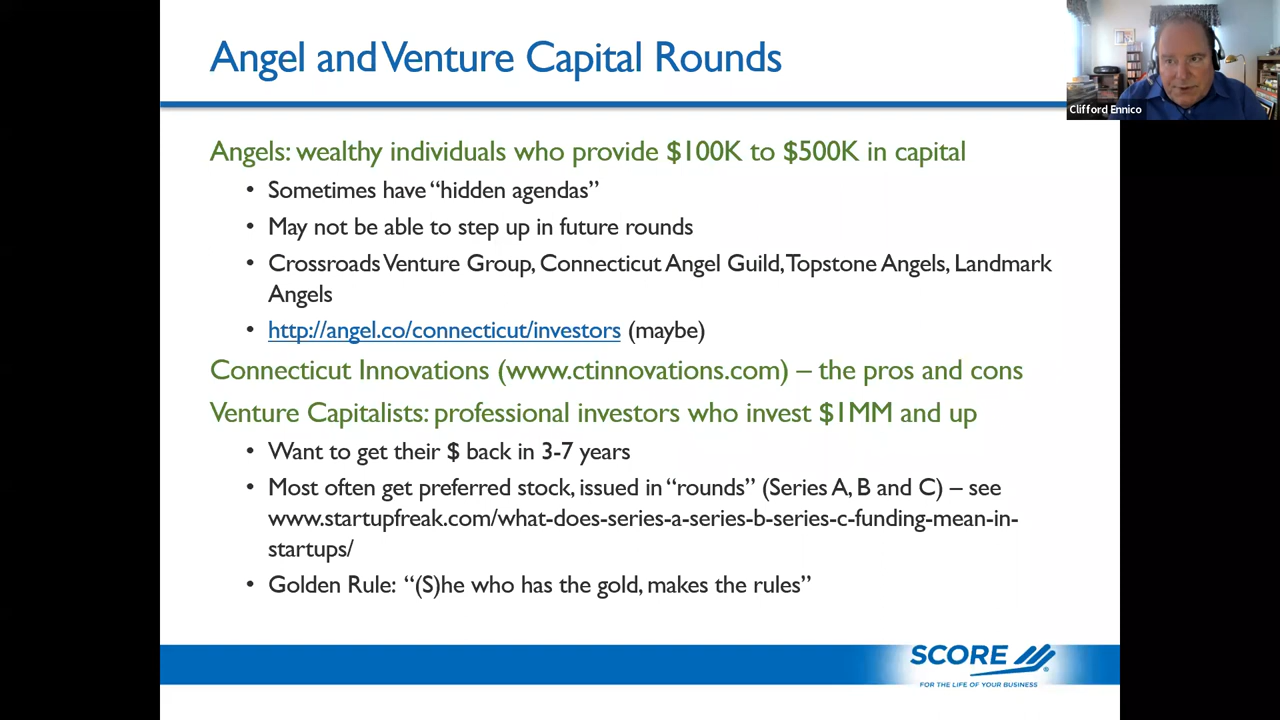 Angel and Venture Capital Rounds
Clifford Ennico
Angels: wealthy individuals who provide $100K to $500K in capital
• Sometimes have “hidden agendas”
• May not be able to step up in future rounds
• Crossroads Venture Group, Connecticut Angel Guild, Topstone Angels, Landmark
Angels
• http://angel.co/connecticut/investors (maybe)
Connecticut Innovations (www.ctinnovations.com) – the pros and cons
Venture Capitalists: professional investors who invest $1MM and up
• Want to get their $ back in 3-7 years
• Most often get preferred stock, issued in “rounds” (Series A, B and C) – see
www.startupfreak.com/what-does-series-a-series-b-series-c-funding-mean-in-
startups/
• Golden Rule: “(S)he who has the gold, makes the rules”
SCORE
FOR THE LIFE OF YOUR BUSINESS